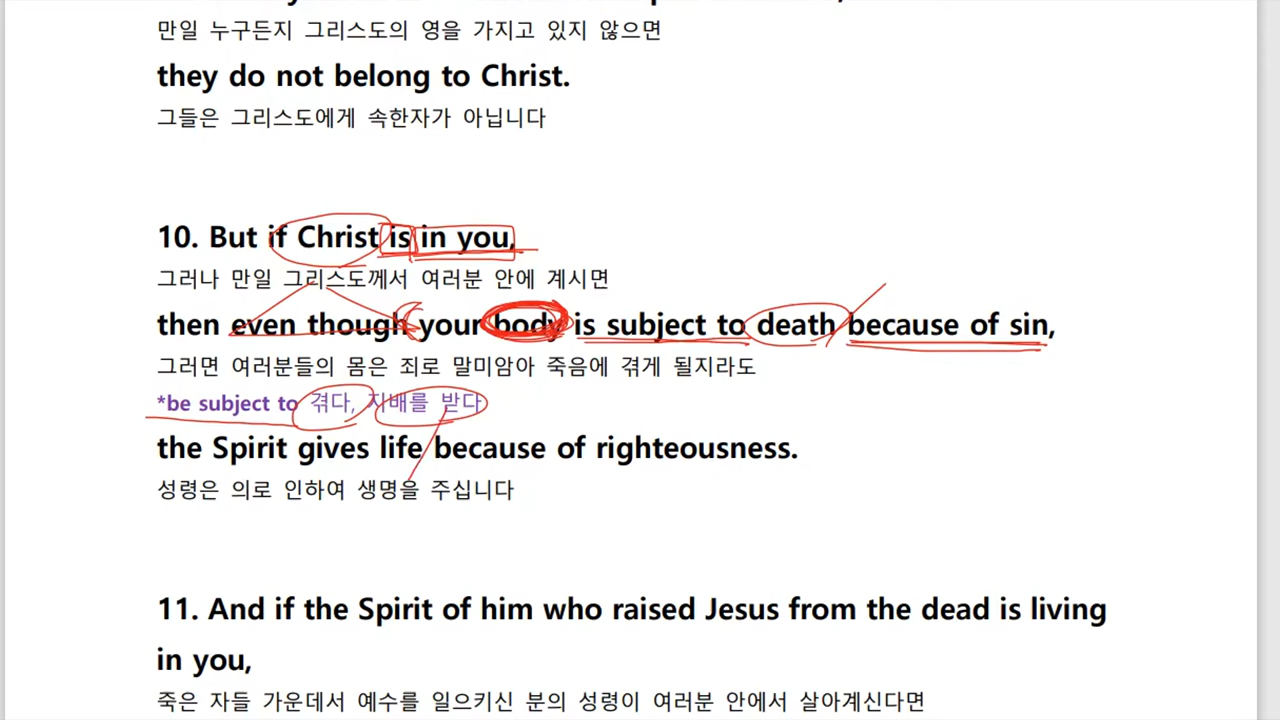 만일 누구든지 그리스도의 영을 가지고 있지 않으면
they do not belong to Christ.
그들은 그리스도에게 속한자가 아닙니다
10. But if Christ is in you,
그러나 만일 그리스도께서 여러분 안에 계시면
then even though your body is subject to death because of sin,
그러면 여러분들의 몸은 죄로 말미암아 죽음에 겪게 될지라도
*be subject to 겪다, 지배를 받다
the Spirit gives life because of righteousness.
성령은 의로 인하여 생명을 주십니다
11. And if the Spirit of him who raised Jesus from the dead is living
in you,
죽은 자들 가운데서 예수를 일으키신 분의 성령이 여러분 안에서 살아계신다면